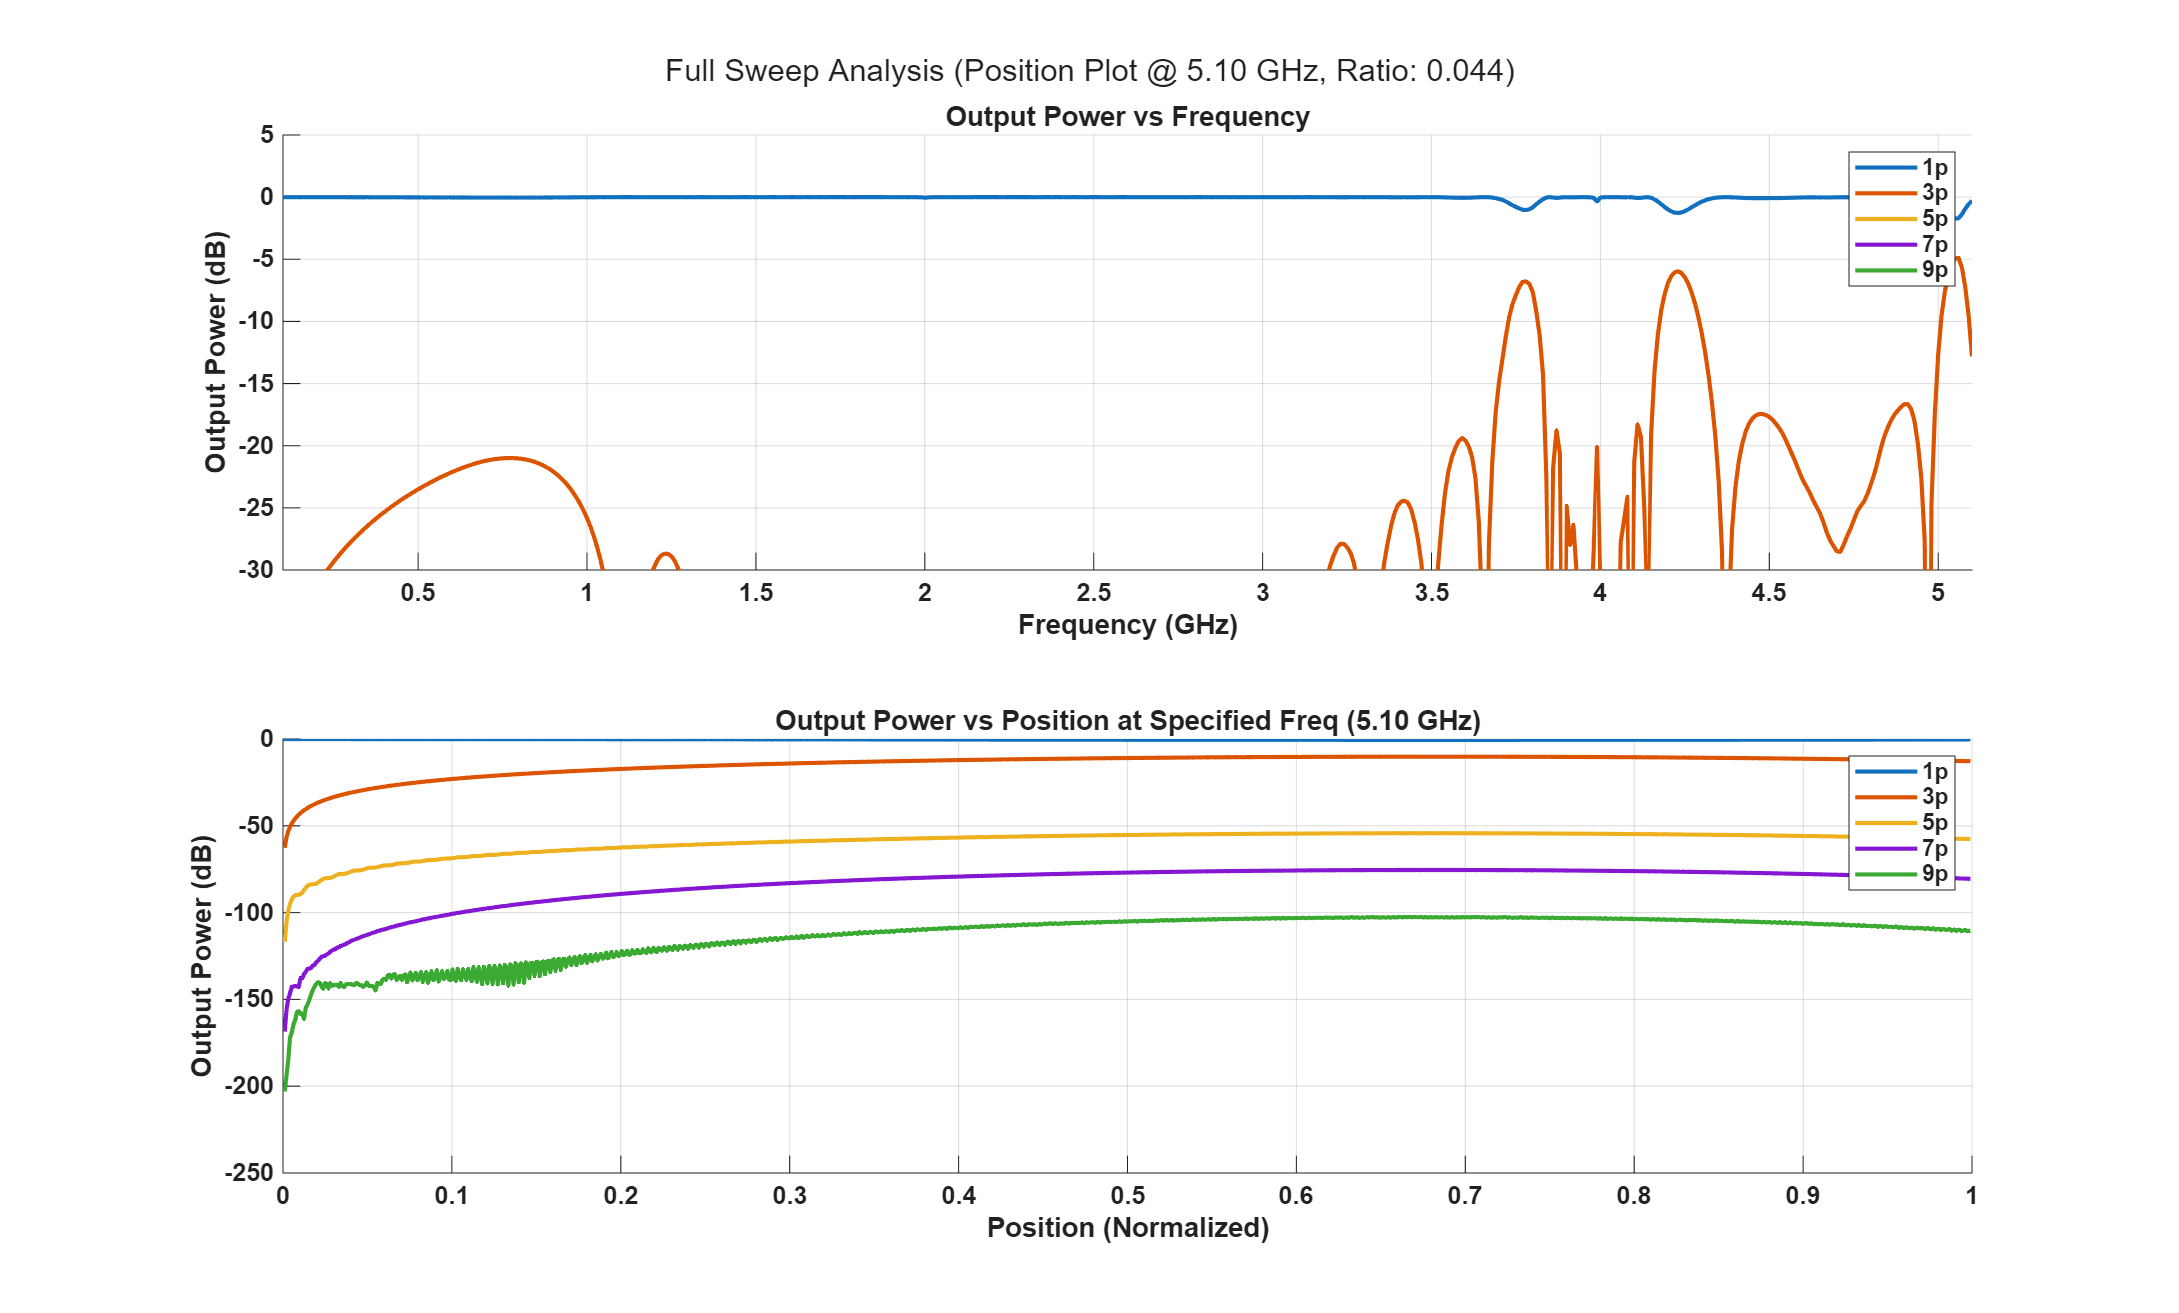 Full Sweep Analysis (Position Plot @ 5.10 GHz, Ratio: 0.044)
Output Power vs Frequency
5
0
-5
-10
-15
-20
-25
-30
Output Power (dB)
1p
3p
5p
7p
9p
0.5
1
1.5
2
2.5
3
3.5
4
4.5
5
Frequency (GHz)
Output Power vs Position at Specified Freq (5.10 GHz)
0
-50
-100
-150
-200
-250
Output Power (dB)
1p
3p
5p
7p
9p
0
0.1
0.2
0.3
0.4
0.5
0.6
0.7
0.8
0.9
1
Position (Normalized)